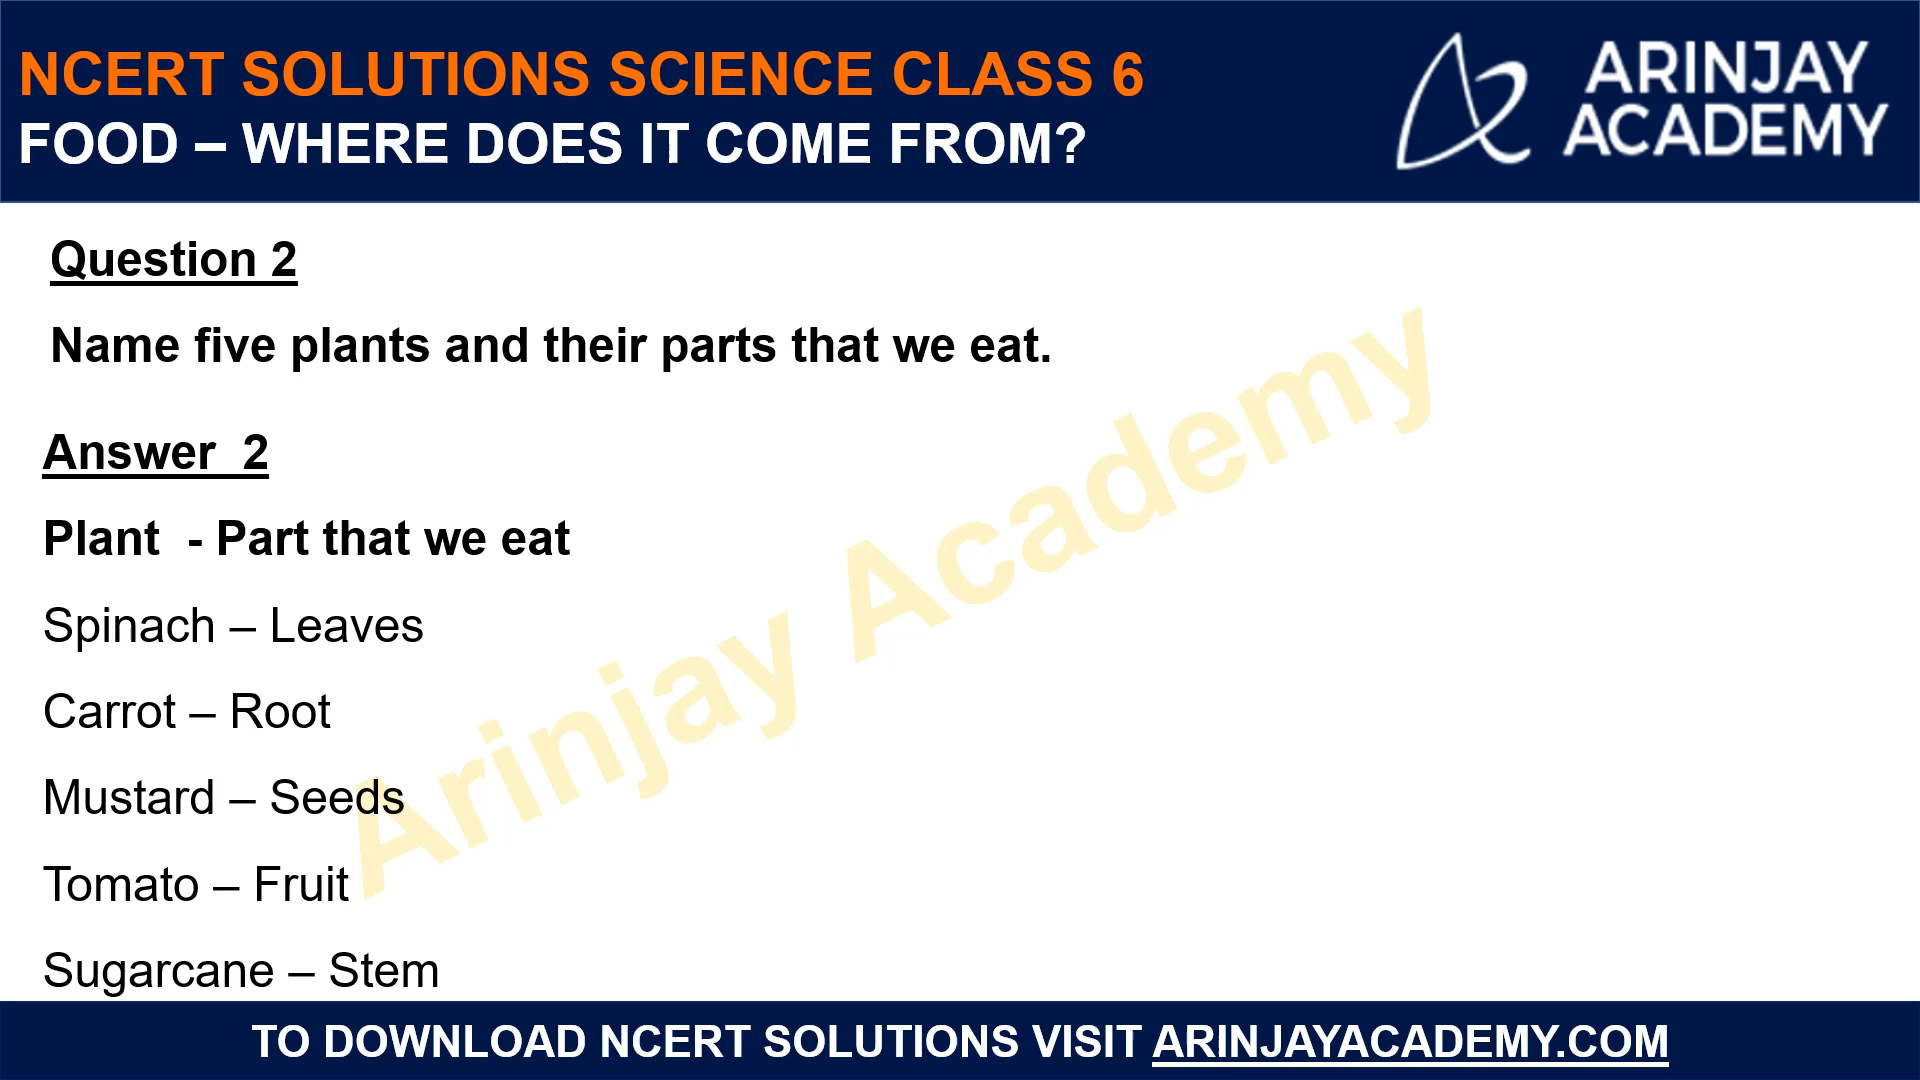 NCERT SOLUTIONS SCIENCE CLASS 6
FOOD – WHERE DOES IT COME FROM?
ARINJAY
ACADEMY
Question 2
Name five plants and their parts that we eat.
Answer  2
Plant  - Part that we eat
Spinach – Leaves
Carrot – Root
Mustard – Seeds
Tomato – Fruit
Sugarcane – Stem
Arinjay Academy
TO DOWNLOAD NCERT SOLUTIONS VISIT ARINJAYACADEMY.COM